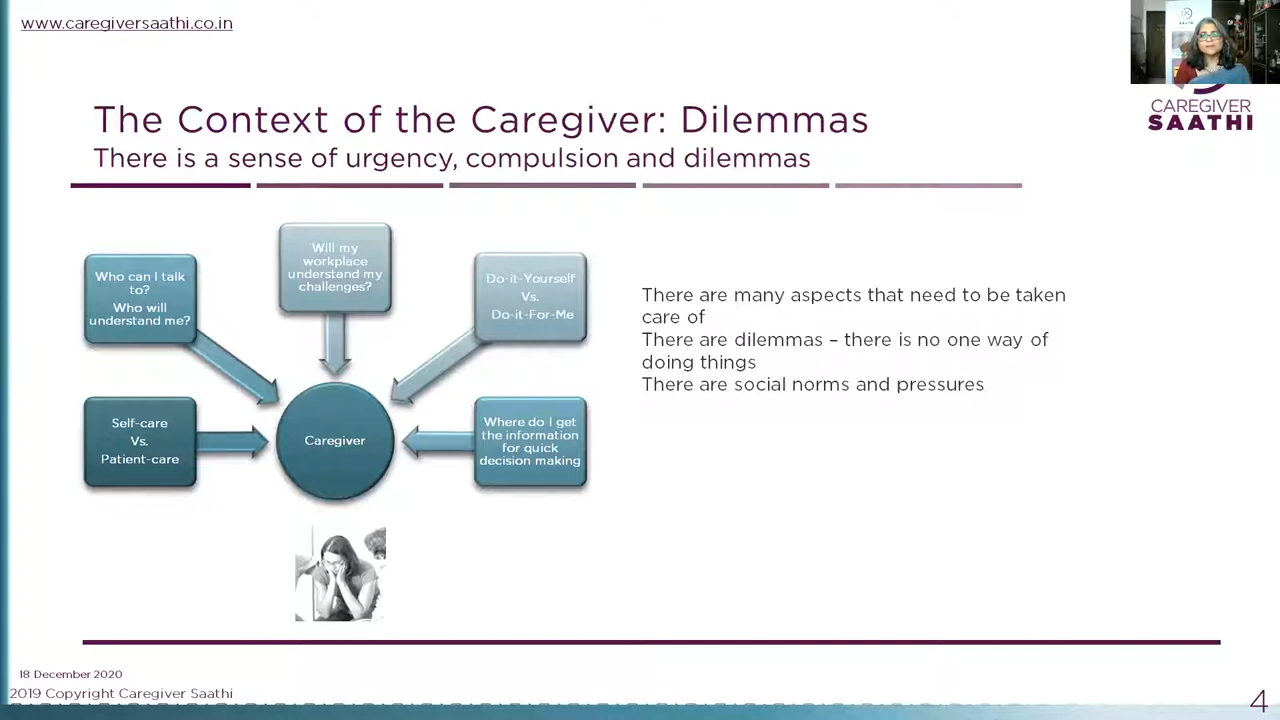 www.caregiversaathi.co.in
CAREGIVER
SAATHI
The Context of the Caregiver: Dilemmas
There is a sense of urgency, compulsion and dilemmas
Who can I talk
to?
Who will
understand me?
Will my
workplace
understand my
challenges?
Do-it-Yourself
Vs.
Do-it-For-Me
Self-care
Vs.
Patient-care
Caregiver
Where do I get
the information
for quick
decision making
There are many aspects that need to be taken
care of
There are dilemmas – there is no one way of
doing things
There are social norms and pressures
18 December 2020
2019 Copyright Caregiver Saathi
4